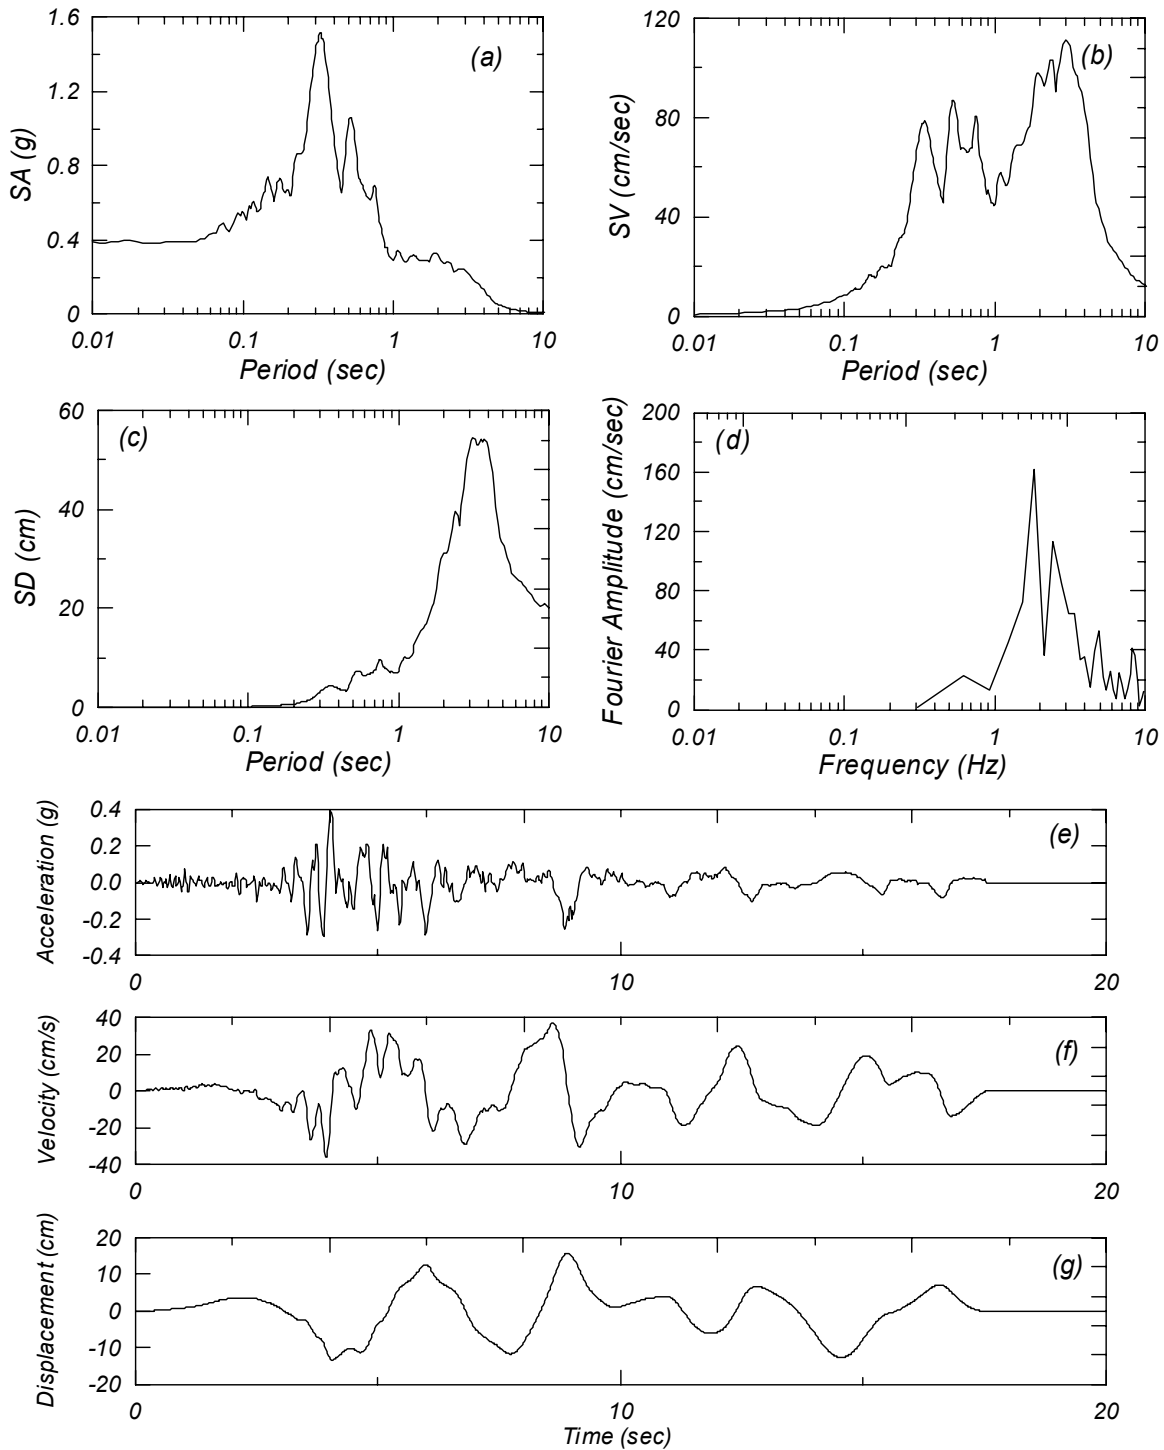 1.6
1.2
0.8
0.4
0
SA (g)
(a)
0.01 0.1 1 10
Period (sec)
120
80
40
0
SV (cm/sec)
(b)
0.01 0.1 1 10
Period (sec)
60
40
20
0
SD (cm)
(c)
0.01 0.1 1 10
Period (sec)
200
160
120
80
40
0
Fourier Amplitude (cm/sec)
(d)
0.01 0.1 1 10
Frequency (Hz)
0.4
0.2
0.0
-0.2
-0.4
Acceleration (g)
(e)
0 10 20
40
20
0
-20
-40
Velocity (cm/s)
(f)
0 10 20
20
10
0
-10
-20
Displacement (cm)
(g)
0 10 20
Time (sec)